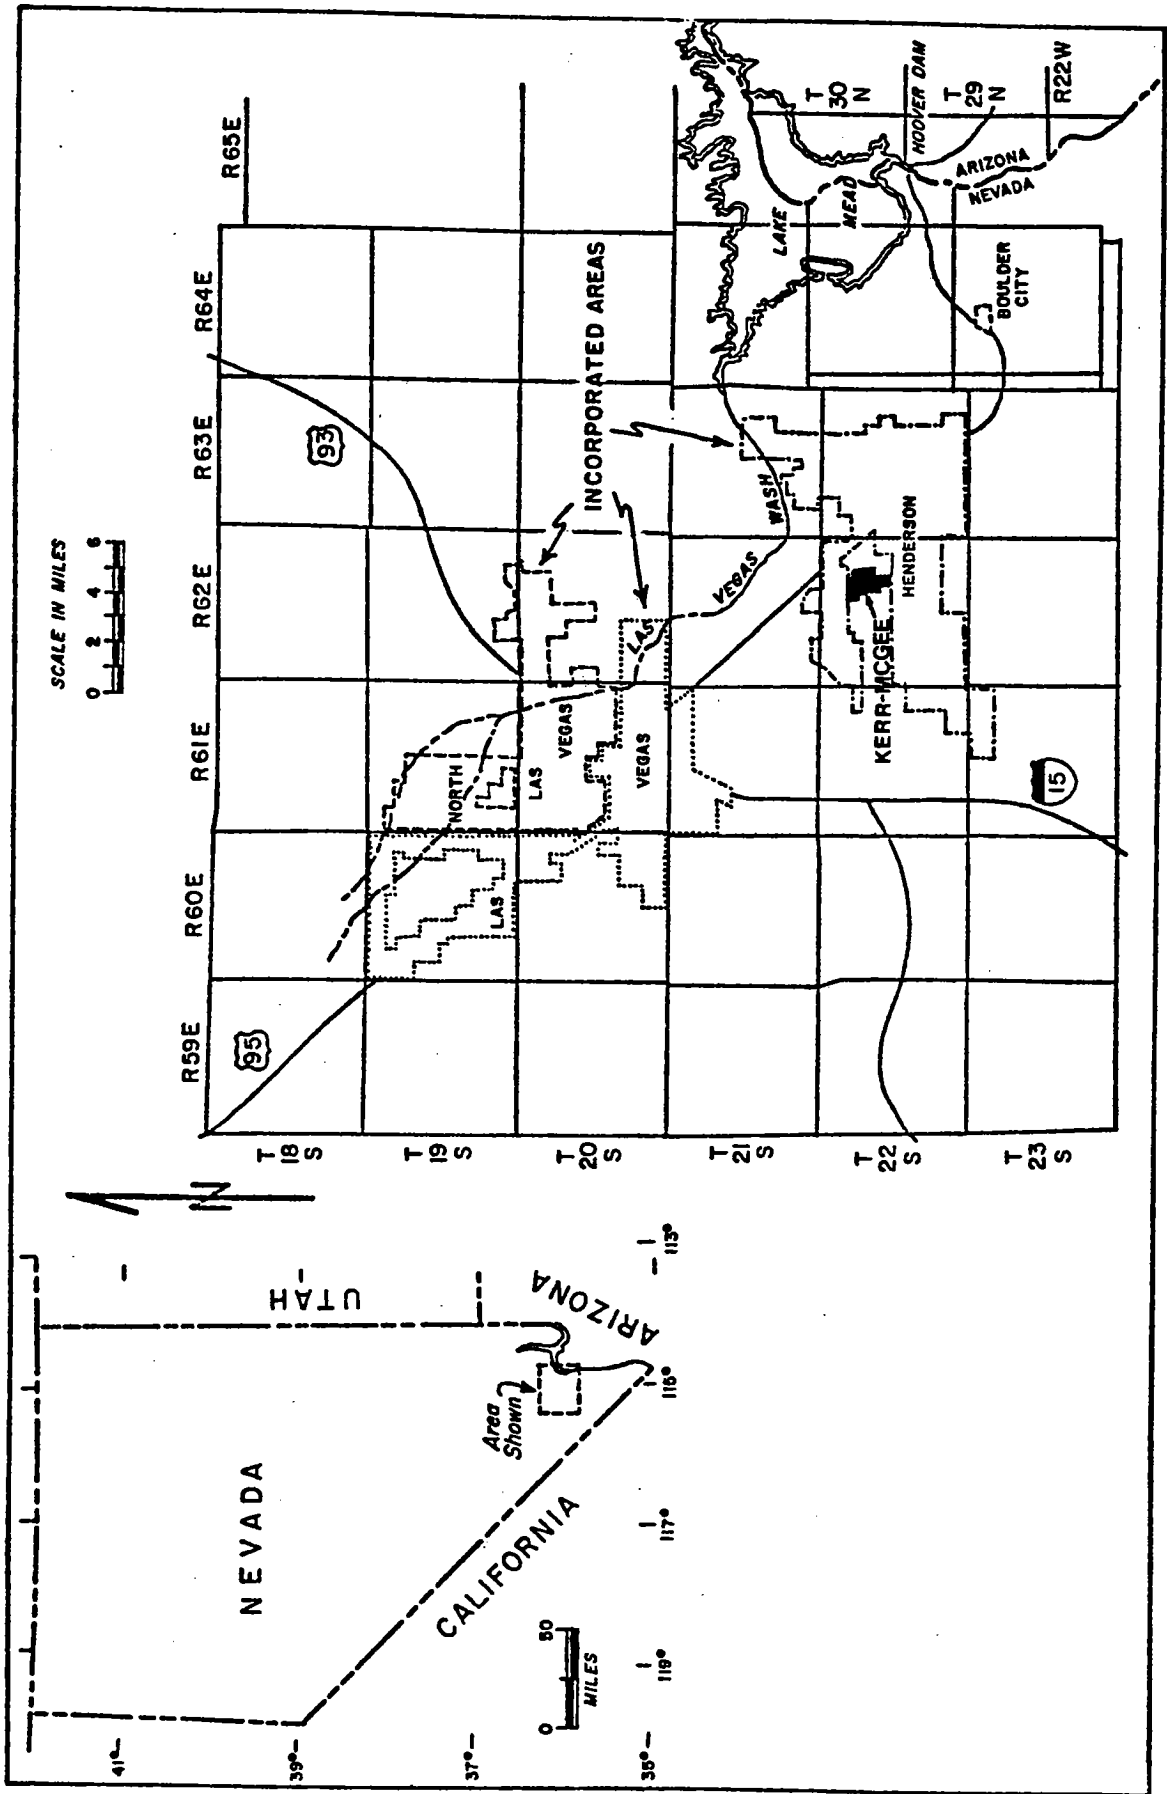 NEVADA
UTAH
CALIFORNIA
ARIZONA
Area
Shown
41°
39°
37°
35°
119°
117°
115°
113°
0 50
MILES
N
SCALE IN MILES
0 2 4 6
R59E
R60E
R61E
R62E
R63E
R64E
R65E
T
18
S
T
19
S
T
20
S
T
21
S
T
22
S
T
23
S
95
93
INCORPORATED AREAS
NORTH
LAS
VEGAS
LAS
VEGAS
LAS
VEGAS
WASH
LAKE
MEAD
T
30
N
HOOVER DAM
T
29
N
R22W
ARIZONA
NEVADA
BOULDER
CITY
HENDERSON
KERR-MCGEE
15